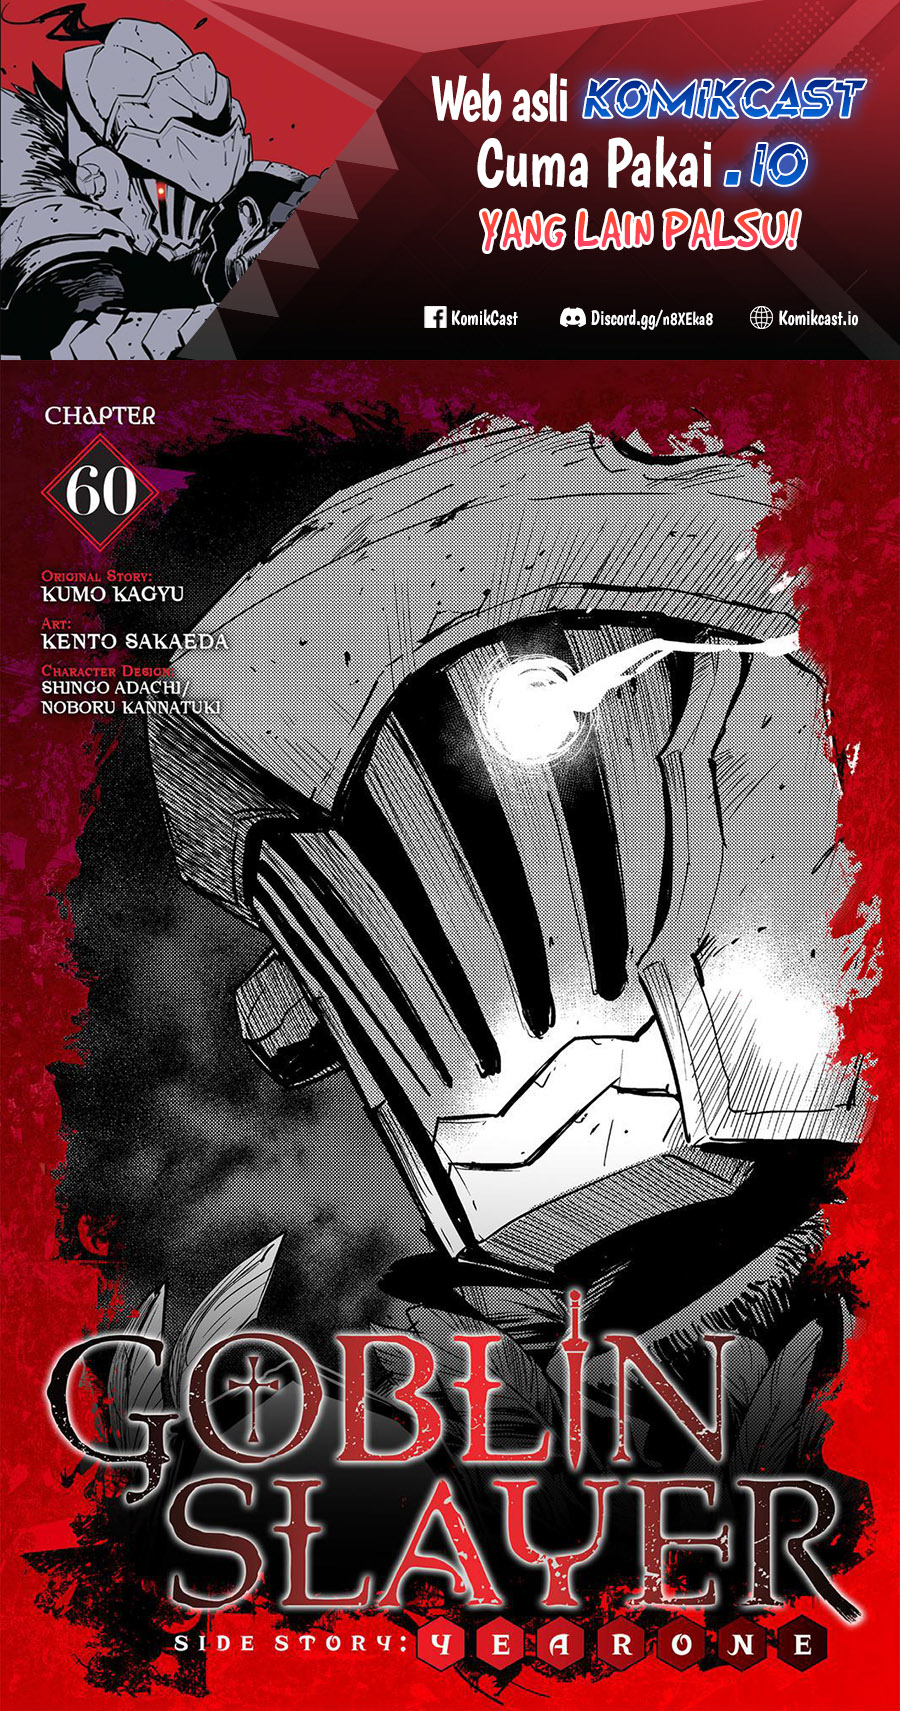 Web asli KOMIKCAST
Cuma Pakai .IO
YANG LAIN PALSU!
KomikCast Discord.gg/n8XEka8 Komikcast.io
CHAPTER
60
ORIGINAL STORY:
KUMO KAGYU
ART:
KENTO SAKAEDA
CHARACTER DESIGN:
SHINGO ADACHI/
NOBORU KANNATUKI
GOBLIN
SLAYER
SIDE STORY: YEAR ONE